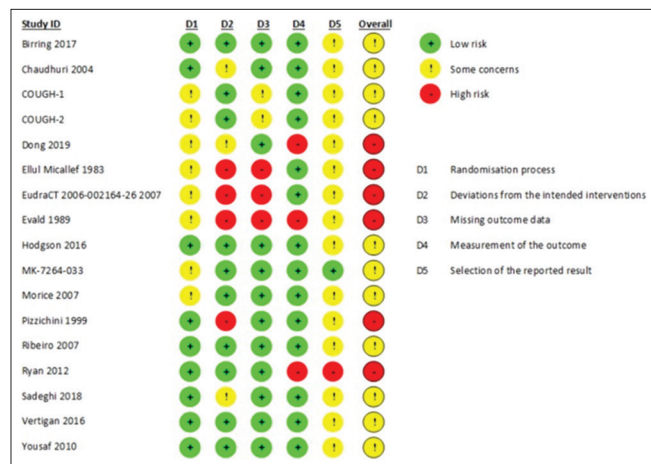 Study ID D1 D2 D3 D4 D5 Overall
Birring 2017 + + + + ! ! + Low risk
Chaudhuri 2004 + ! + + ! ! ! Some concerns
COUGH-1 ! + ! + ! ! - High risk
COUGH-2 ! + ! + ! !
Dong 2019 ! ! + - ! -
Ellul Micallef 1983 ! - - + ! - D1 Randomisation process
EudraCT 2006-002164-26 2007 ! - - + ! - D2 Deviations from the intended interventions
Evald 1989 ! - - - ! - D3 Missing outcome data
Hodgson 2016 + + + + ! ! D4 Measurement of the outcome
MK-7264-033 ! + + + + ! D5 Selection of the reported result
Morice 2007 ! + + + ! !
Pizzichini 1999 + - + + ! -
Ribeiro 2007 + + + + ! !
Ryan 2012 + + + - - -
Sadeghi 2018 + ! + + ! !
Vertigan 2016 + + + + ! !
Yousaf 2010 + + + + ! !